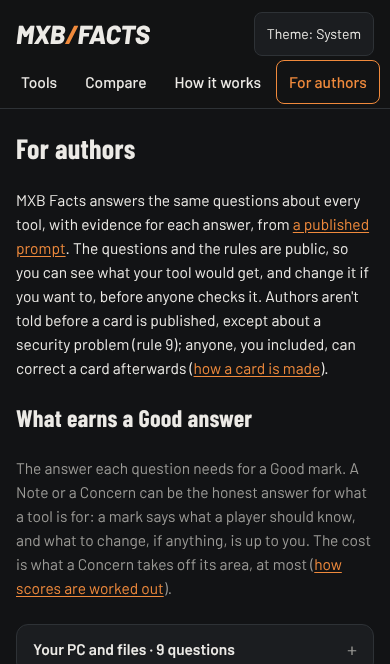 MXB/FACTS
Theme: System
Tools Compare How it works For authors
For authors
MXB Facts answers the same questions about every
tool, with evidence for each answer, from a published
prompt. The questions and the rules are public, so
you can see what your tool would get, and change it if
you want to, before anyone checks it. Authors aren't
told before a card is published, except about a
security problem (rule 9); anyone, you included, can
correct a card afterwards (how a card is made).
What earns a Good answer
The answer each question needs for a Good mark. A
Note or a Concern can be the honest answer for what
a tool is for: a mark says what a player should know,
and what to change, if anything, is up to you. The cost
is what a Concern takes off its area, at most (how
scores are worked out).
Your PC and files · 9 questions +